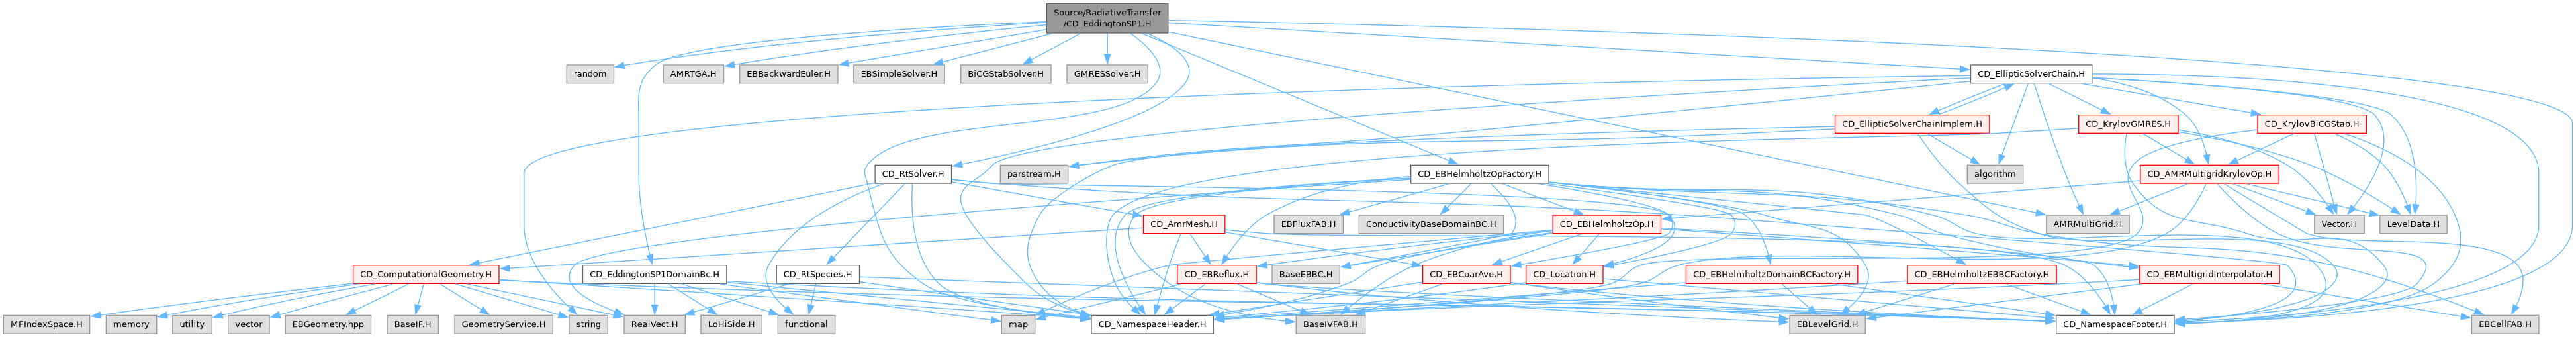 Source/RadiativeTransfer
/CD_EddingtonSP1.H
random
AMRTGA.H
EBBackwardEuler.H
EBSimpleSolver.H
BiCGStabSolver.H
GMRESSolver.H
CD_EllipticSolverChain.H
CD_EllipticSolverChainImplem.H
CD_KrylovGMRES.H
CD_KrylovBiCGStab.H
CD_RtSolver.H
parstream.H
CD_EBHelmholtzOpFactory.H
algorithm
CD_AMRMultigridKrylovOp.H
CD_AmrMesh.H
EBFluxFAB.H
ConductivityBaseDomainBC.H
CD_EBHelmholtzOp.H
AMRMultiGrid.H
Vector.H
LevelData.H
CD_ComputationalGeometry.H
CD_EddingtonSP1DomainBc.H
CD_RtSpecies.H
CD_EBReflux.H
BaseEBBC.H
CD_EBCoarAve.H
CD_Location.H
CD_EBHelmholtzDomainBCFactory.H
CD_EBHelmholtzEBBCFactory.H
CD_EBMultigridInterpolator.H
MFIndexSpace.H
memory
utility
vector
EBGeometry.hpp
BaseIF.H
GeometryService.H
string
RealVect.H
LoHiSide.H
functional
map
CD_NamespaceHeader.H
BaseIVFAB.H
EBLevelGrid.H
CD_NamespaceFooter.H
EBCellFAB.H